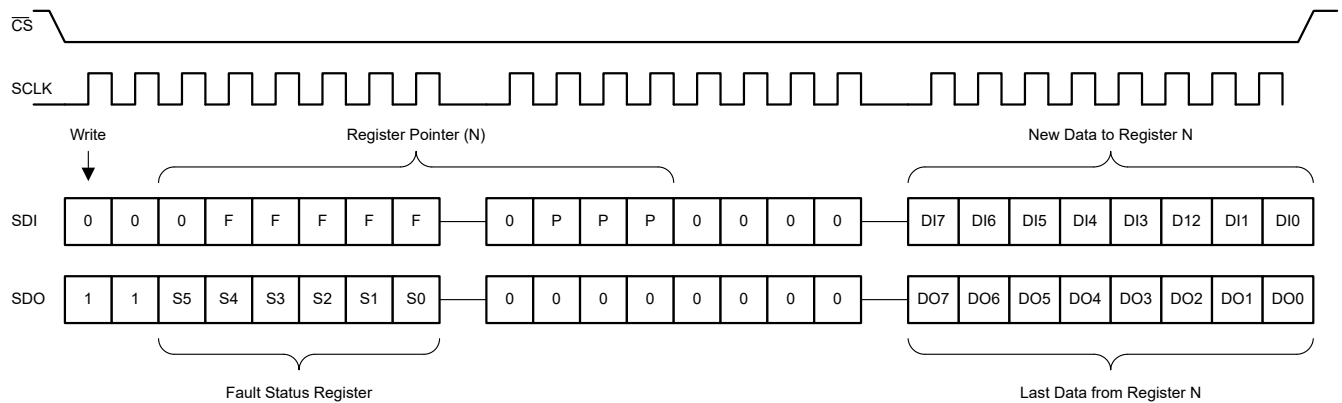 CS
SCLK
Write
Register Pointer (N)
New Data to Register N
SDI 0 0 0 F F F F F 0 P P P 0 0 0 0 DI7 DI6 DI5 DI4 DI3 D12 DI1 DI0
SDO 1 1 S5 S4 S3 S2 S1 S0 0 0 0 0 0 0 0 0 DO7 DO6 DO5 DO4 DO3 DO2 DO1 DO0
Fault Status Register
Last Data from Register N